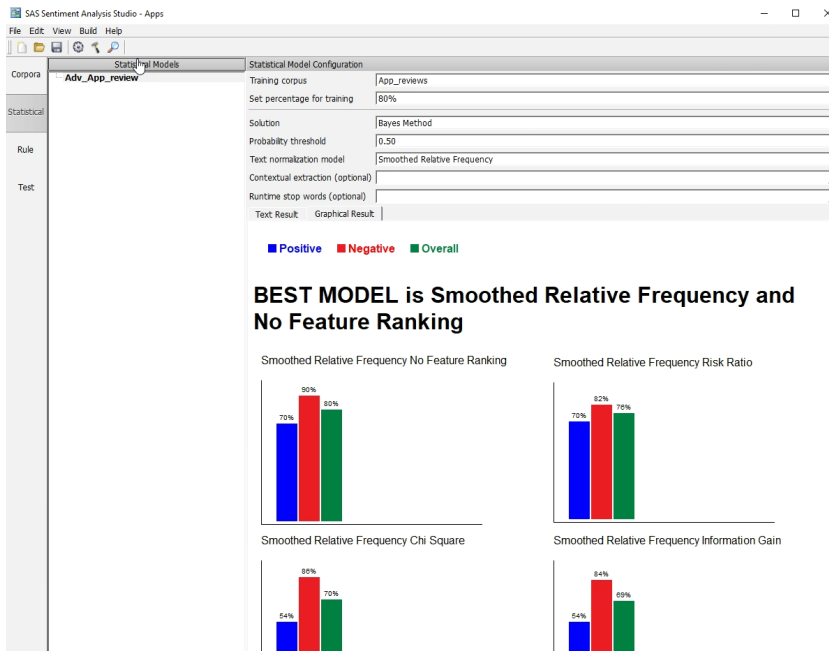 SAS Sentiment Analysis Studio - Apps
File Edit View Build Help
Corpora
Statistical
Rule
Test
Statistical Models
Adv_App_review
Statistical Model Configuration
Training corpus App_reviews
Set percentage for training 80%
Solution Bayes Method
Probability threshold 0.50
Text normalization model Smoothed Relative Frequency
Contextual extraction (optional)
Runtime stop words (optional)
Text Result Graphical Result
Positive Negative Overall
BEST MODEL is Smoothed Relative Frequency and
No Feature Ranking
Smoothed Relative Frequency No Feature Ranking
70% 90% 80%
Smoothed Relative Frequency Risk Ratio
70% 82% 76%
Smoothed Relative Frequency Chi Square
54% 86% 70%
Smoothed Relative Frequency Information Gain
54% 84% 69%